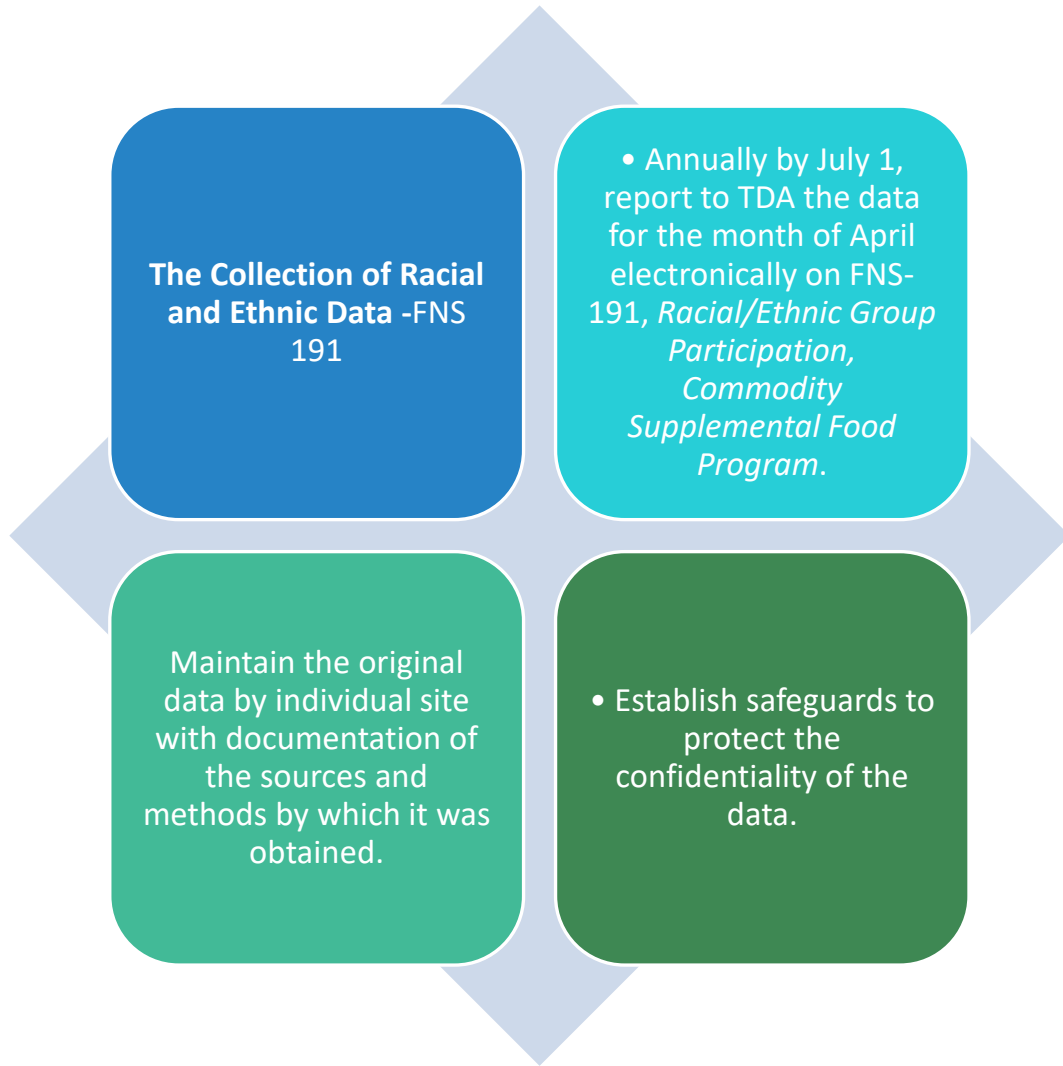 The Collection of Racial
and Ethnic Data -FNS
191
• Annually by July 1,
report to TDA the data
for the month of April
electronically on FNS-
191, Racial/Ethnic Group
Participation,
Commodity
Supplemental Food
Program.
Maintain the original
data by individual site
with documentation of
the sources and
methods by which it was
obtained.
• Establish safeguards to
protect the
confidentiality of the
data.